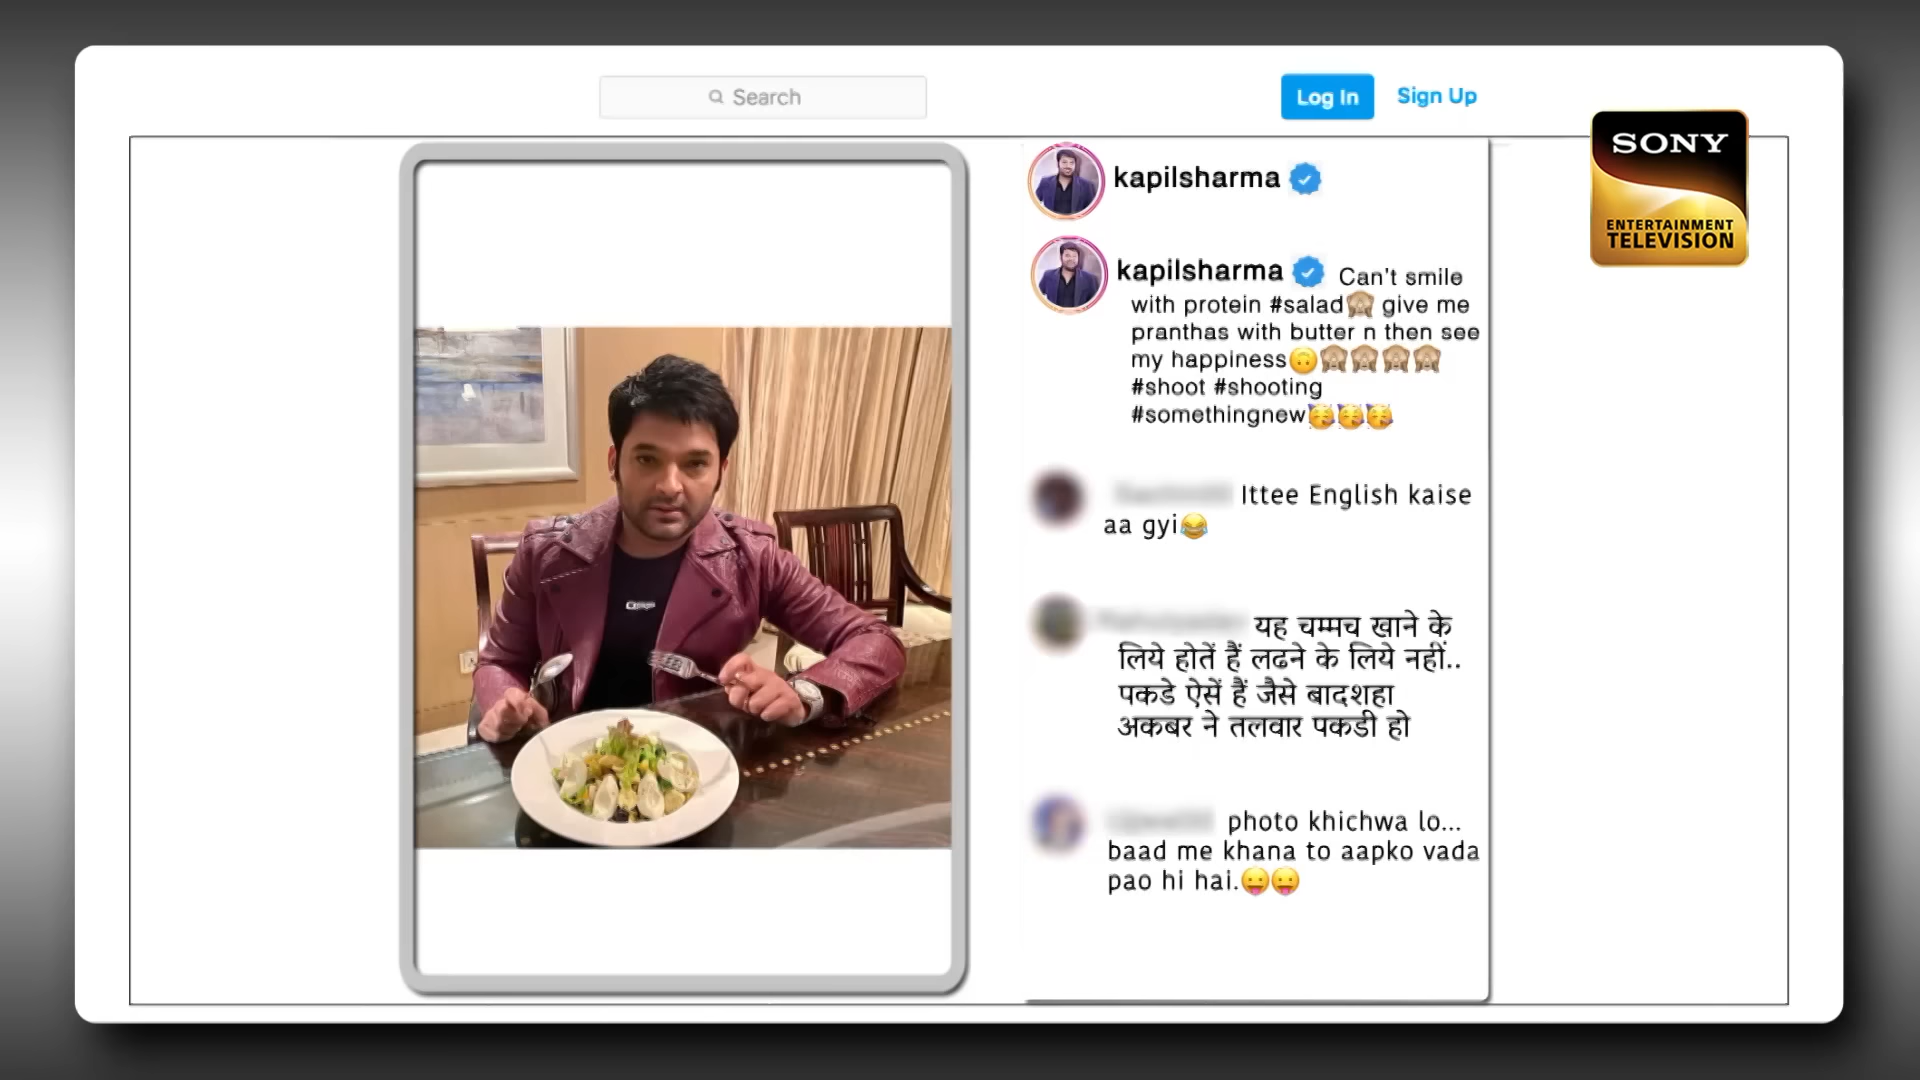 Search
Log In
Sign Up
SONY
ENTERTAINMENT
TELEVISION
kapilsharma
kapilsharma Can't smile
with protein #salad🙈 give me
pranthas with butter n then see
my happiness🙃🙈🙈🙈🙈
#shoot #shooting
#somethingnew🥳🥳🥳
Ittee English kaise
aa gyi😂
यह चम्मच खाने के़
लिये होतें हैं लढने के लिये नहीं..
पकडे ऐसें हैं जैसे बादशहा
अकबर ने तलवार पकडी हो
photo khichwa lo...
baad me khana to aapko vada
pao hi hai.😛😛